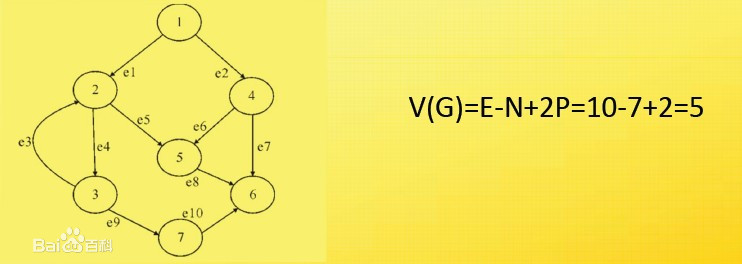 1
e1
e2
2
4
V(G)=E-N+2P=10-7+2=5
e5
e6
e3
e4
5
e7
e8
3
6
e9
e10
7
Bai百科